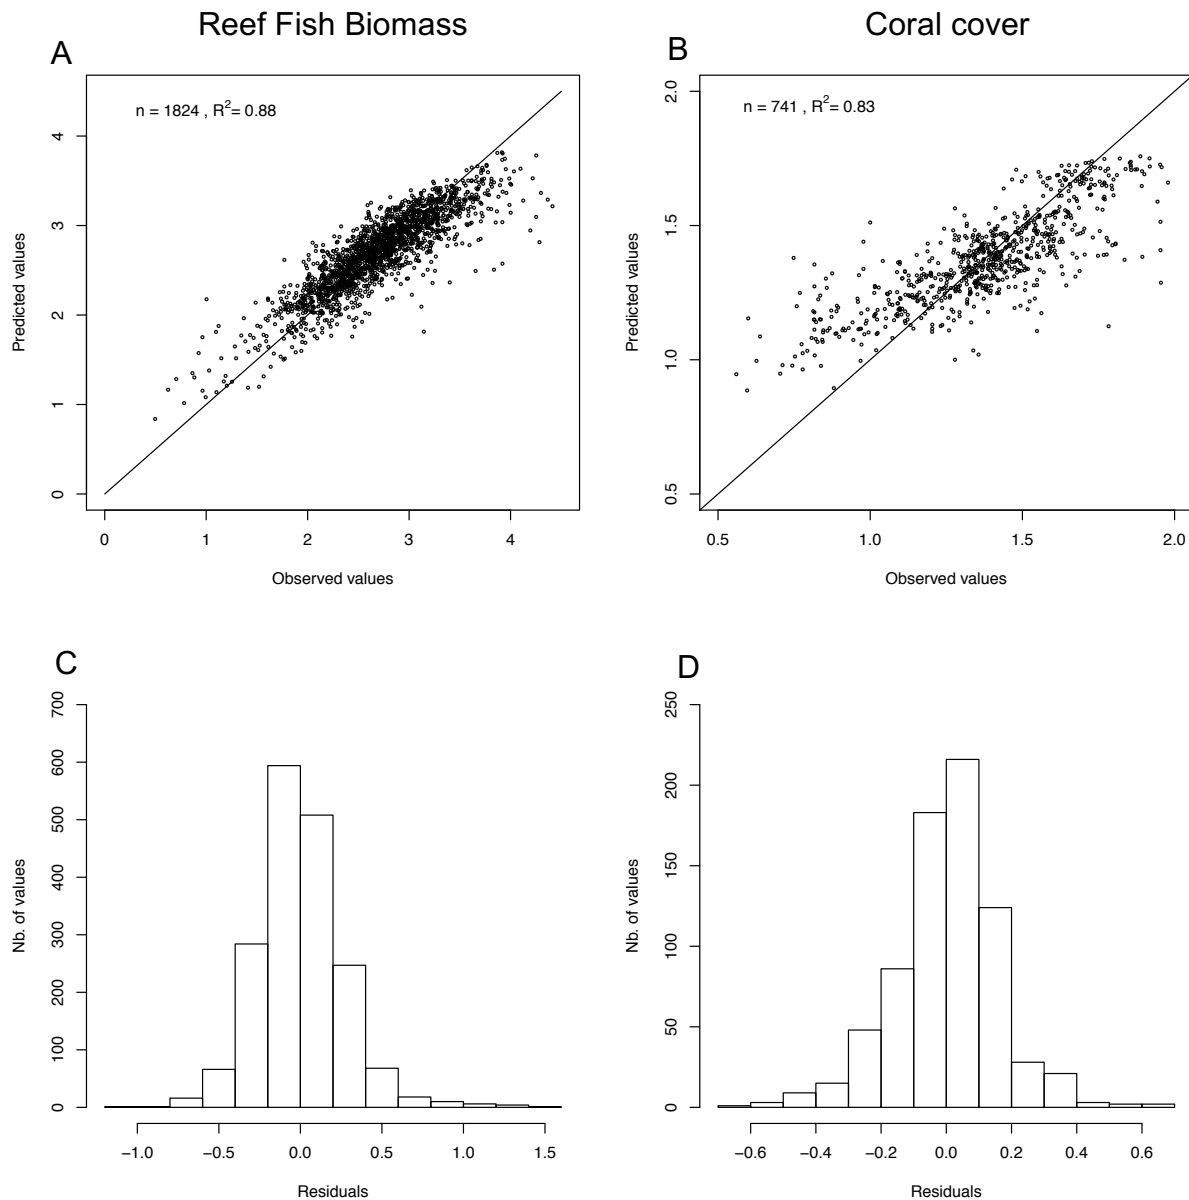 Reef Fish Biomass
Coral cover
A
n = 1824 , R2= 0.88
Predicted values
0
1
2
3
4
0 1 2 3 4
Observed values
B
n = 741 , R2= 0.83
Predicted values
0.5
1.0
1.5
2.0
0.5 1.0 1.5 2.0
Observed values
C
Nb. of values
0
100
200
300
400
500
600
700
−1.0 −0.5 0.0 0.5 1.0 1.5
Residuals
D
Nb. of values
0
50
100
150
200
250
−0.6 −0.4 −0.2 0.0 0.2 0.4 0.6
Residuals